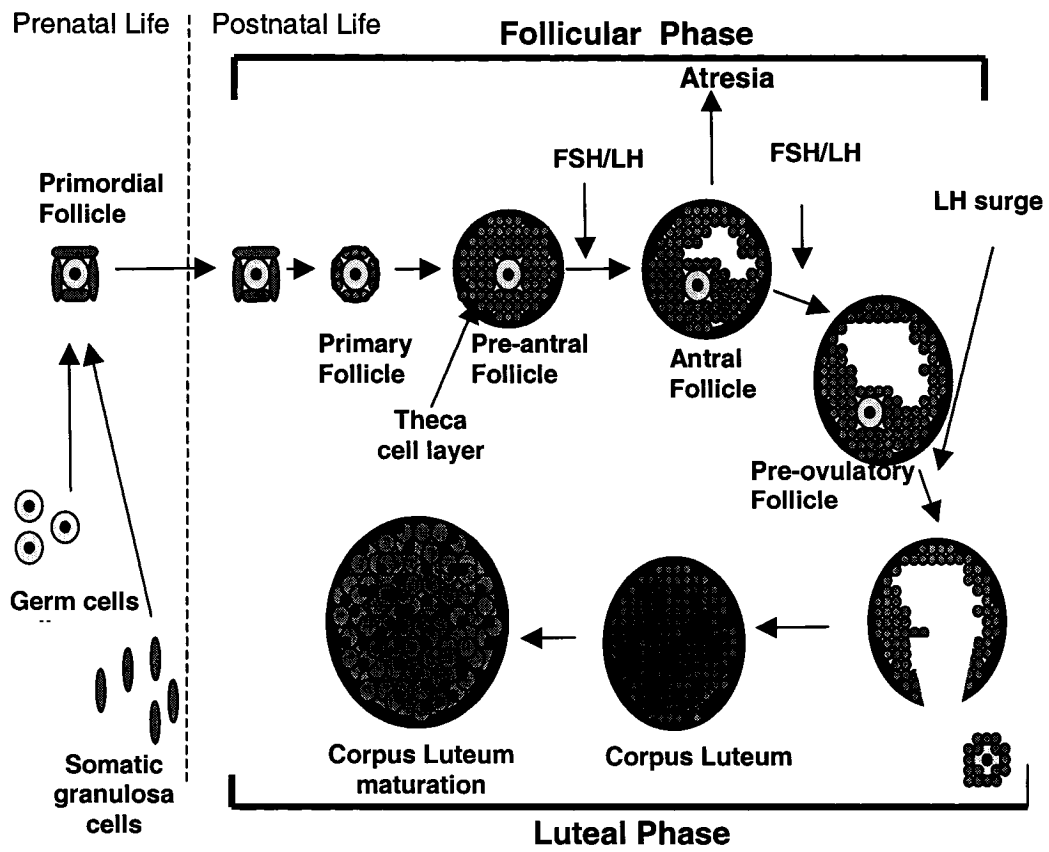 Prenatal Life
Postnatal Life
Follicular Phase
Atresia
FSH/LH
FSH/LH
LH surge
Primordial
Follicle
Primary
Follicle
Pre-antral
Follicle
Antral
Follicle
Theca
cell layer
Pre-ovulatory
Follicle
Germ cells
Somatic
granulosa
cells
Corpus Luteum
maturation
Corpus Luteum
Luteal Phase